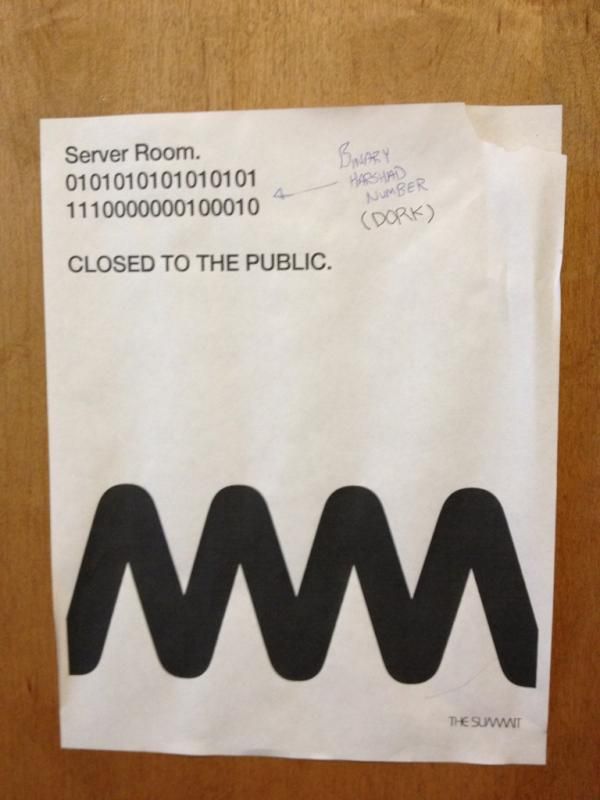 Server Room.
0101010101010101
1110000000100010
CLOSED TO THE PUBLIC.
BINARY
HARSHAD
NUMBER
(DORK)
THE SUMMIT